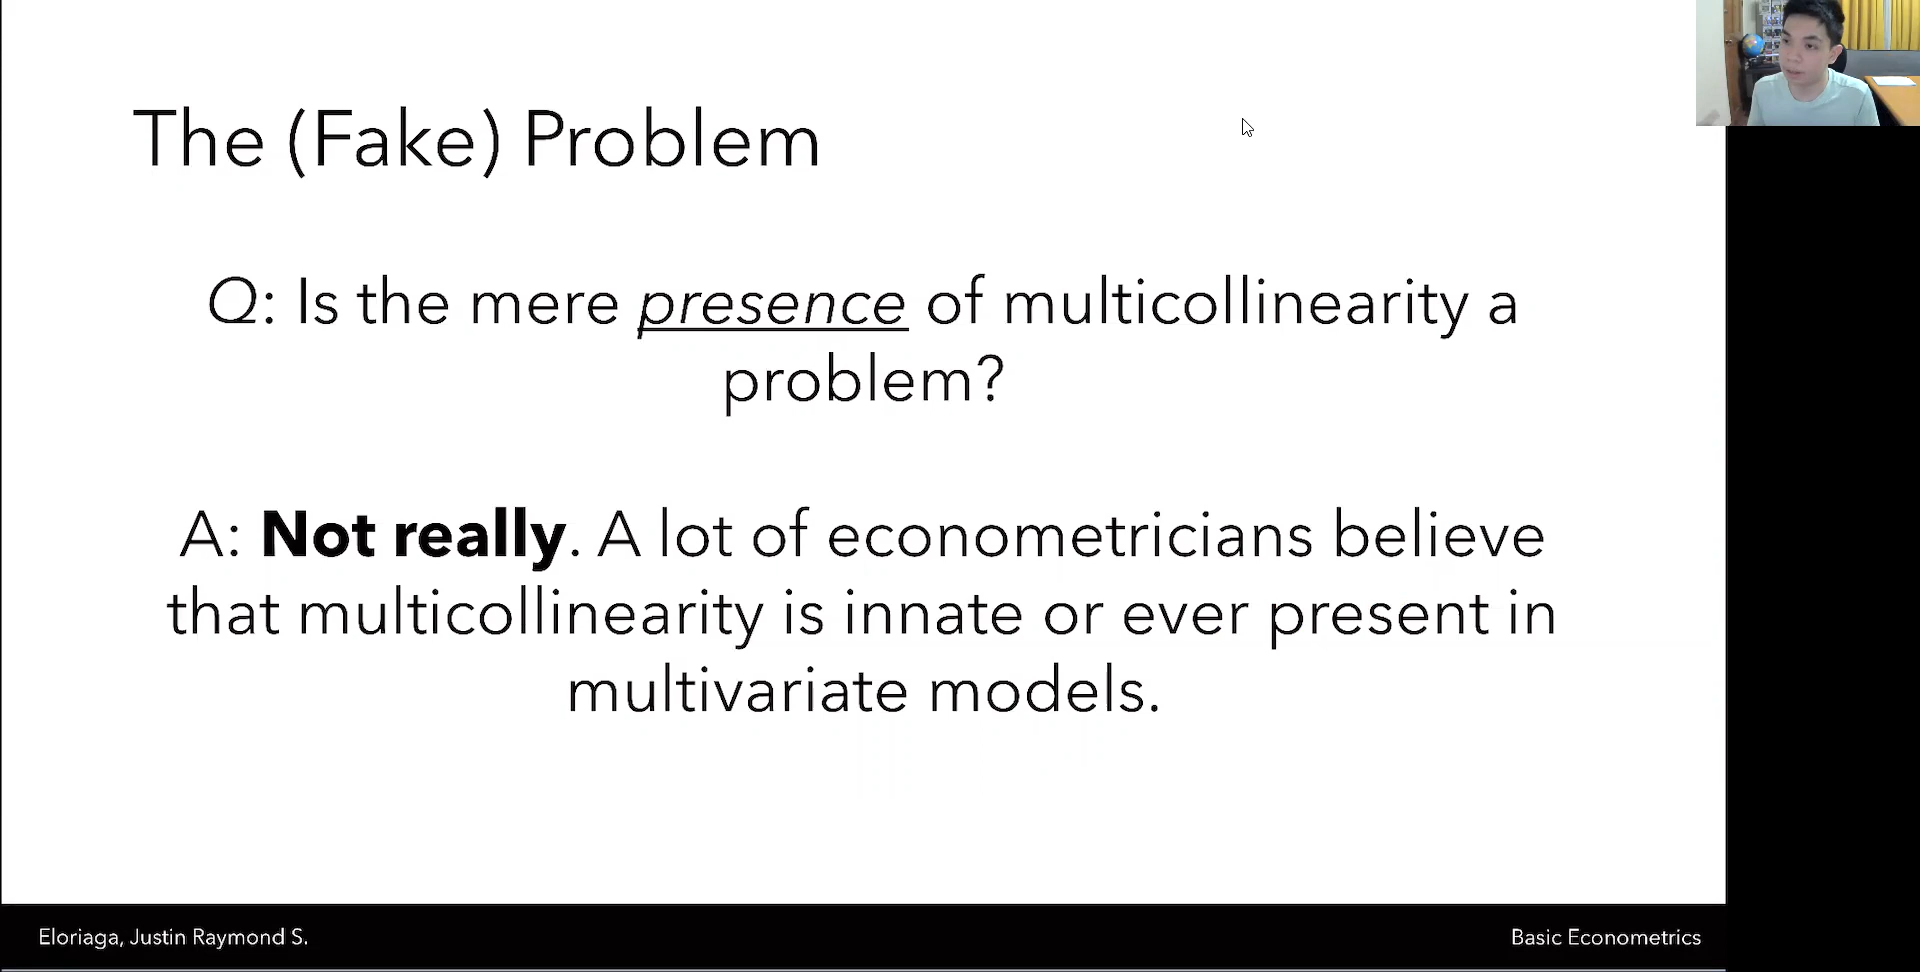 The (Fake) Problem
Q: Is the mere presence of multicollinearity a
problem?
A: Not really. A lot of econometricians believe
that multicollinearity is innate or ever present in
multivariate models.
Eloriaga, Justin Raymond S.
Basic Econometrics